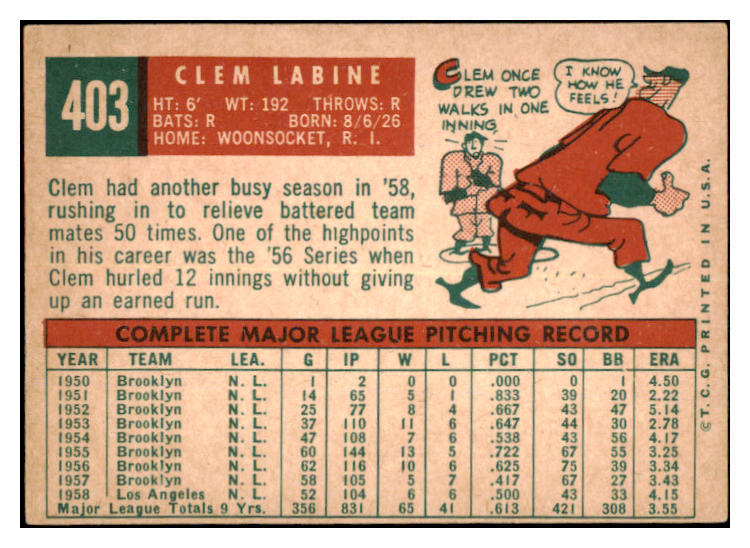 403
CLEM LABINE
HT: 6' WT: 192 THROWS: R
BATS: R BORN: 8/6/26
HOME: WOONSOCKET, R. I.
Clem had another busy season in '58,
rushing in to relieve battered team
mates 50 times. One of the highpoints
in his career was the '56 Series when
Clem hurled 12 innings without giving
up an earned run.
CLEM ONCE
DREW TWO
WALKS IN ONE
INNING
I KNOW
HOW HE
FEELS!
COMPLETE MAJOR LEAGUE PITCHING RECORD
YEAR TEAM LEA. G IP W L PCT SO BB ERA
1950 Brooklyn N. L. 1 2 0 0 .000 0 1 4.50
1951 Brooklyn N. L. 14 65 5 1 .833 39 20 2.22
1952 Brooklyn N. L. 25 77 8 4 .667 43 47 5.14
1953 Brooklyn N. L. 37 110 11 6 .647 44 30 2.78
1954 Brooklyn N. L. 47 108 7 6 .538 43 56 4.17
1955 Brooklyn N. L. 60 144 13 5 .722 67 55 3.25
1956 Brooklyn N. L. 62 116 10 6 .625 75 39 3.34
1957 Brooklyn N. L. 58 105 5 7 .417 67 27 3.43
1958 Los Angeles N. L. 52 104 6 6 .500 43 33 4.15
Major League Totals 9 Yrs. 356 831 65 41 .613 421 308 3.55
©T. C. G. PRINTED IN U.S.A.